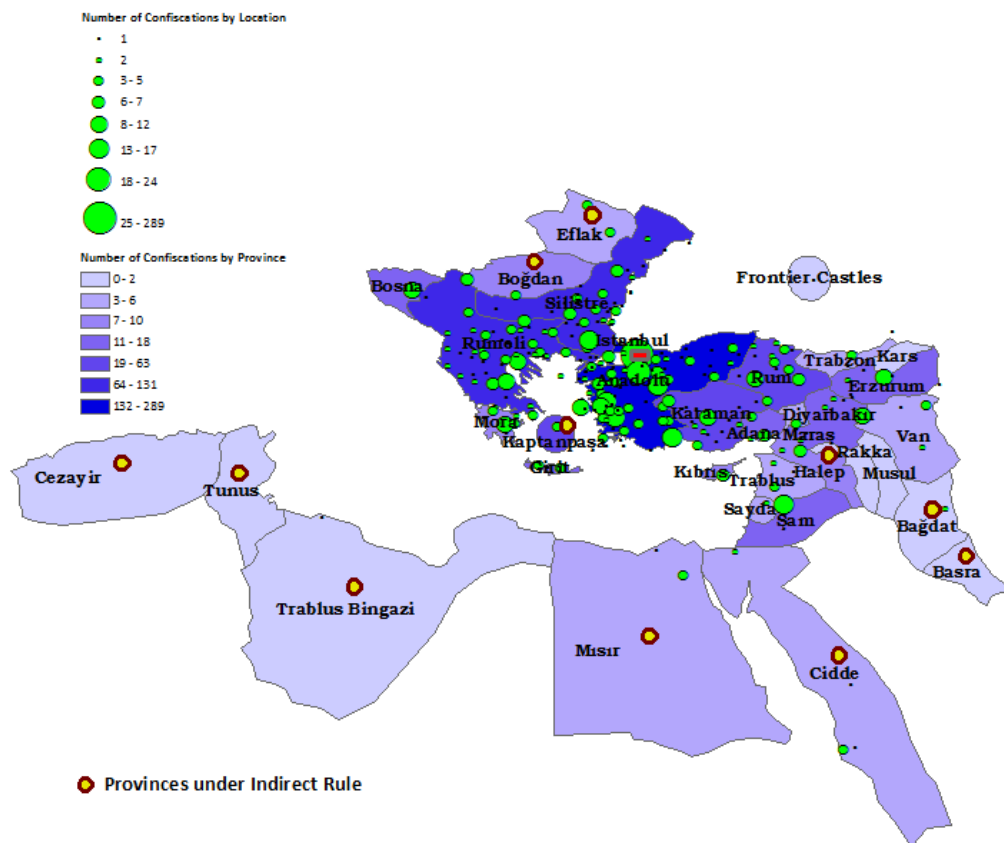 Number of Confiscations by Location
1
2
3 - 5
6 - 7
8 - 12
13 - 17
18 - 24
25 - 289
Number of Confiscations by Province
0 - 2
3 - 6
7 - 10
11 - 18
19 - 63
64 - 131
132 - 289
Eflak
Boğdan
Bosna
Silistre
Frontier Castles
Rumeli
Istanbul
Trabzon
Kars
Anadolu
Rum
Erzurum
Mora
Karaman
Diyarbakır
Kaptanpaşa
Adana
Maraş
Van
Rakka
Cezayir
Tunus
Girit
Kıbrıs
Trablus
Halep
Musul
Sayda
Şam
Bağdat
Basra
Trablus Bingazi
Mısır
Cidde
Provinces under Indirect Rule